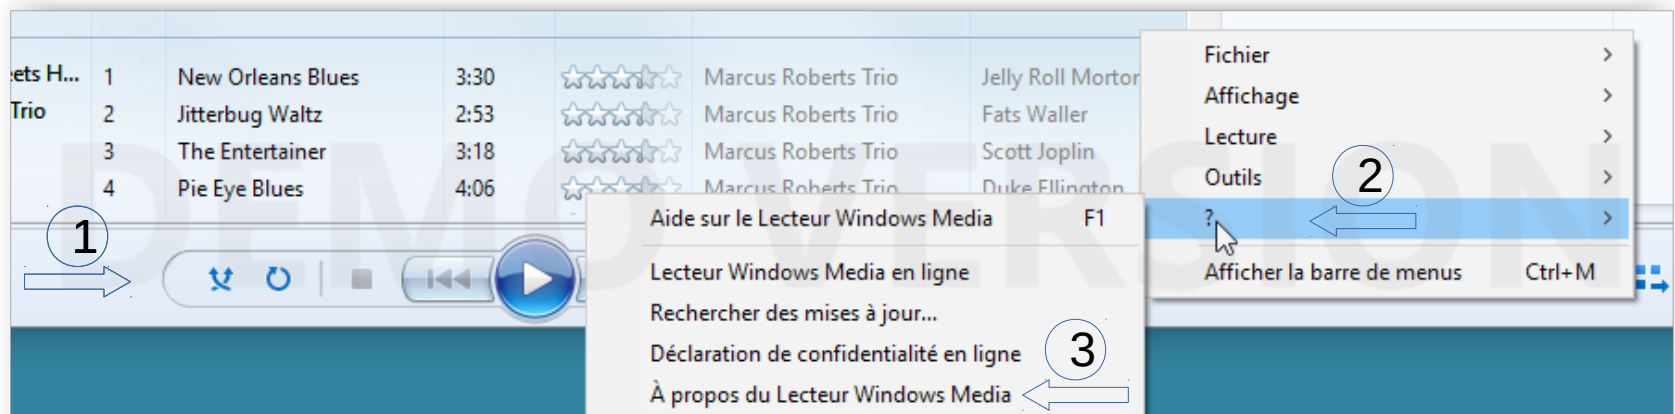 ets H... 1 New Orleans Blues 3:30 Marcus Roberts Trio Jelly Roll Morton
Trio 2 Jitterbug Waltz 2:53 Marcus Roberts Trio Fats Waller
3 The Entertainer 3:18 Marcus Roberts Trio Scott Joplin
4 Pie Eye Blues 4:06 Marcus Roberts Trio Duke Ellington
Fichier
Affichage
Lecture
Outils
2
?
Afficher la barre de menus Ctrl+M
1
Aide sur le Lecteur Windows Media F1
Lecteur Windows Media en ligne
Rechercher des mises à jour...
Déclaration de confidentialité en ligne
3
À propos du Lecteur Windows Media
DEMO VERSION